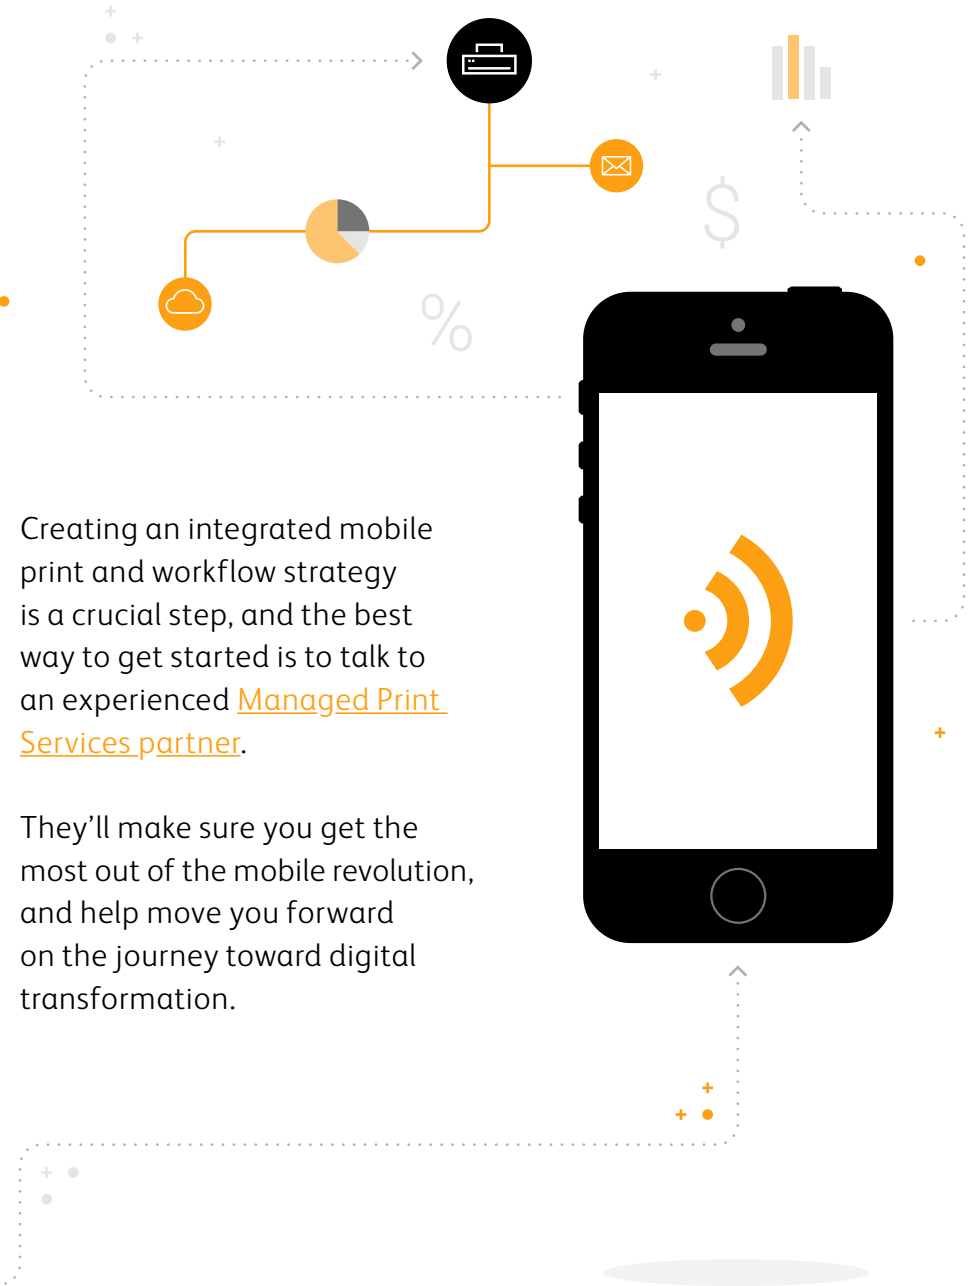 $
%
Creating an integrated mobile
print and workflow strategy
is a crucial step, and the best
way to get started is to talk to
an experienced Managed Print
Services partner.
They’ll make sure you get the
most out of the mobile revolution,
and help move you forward
on the journey toward digital
transformation.